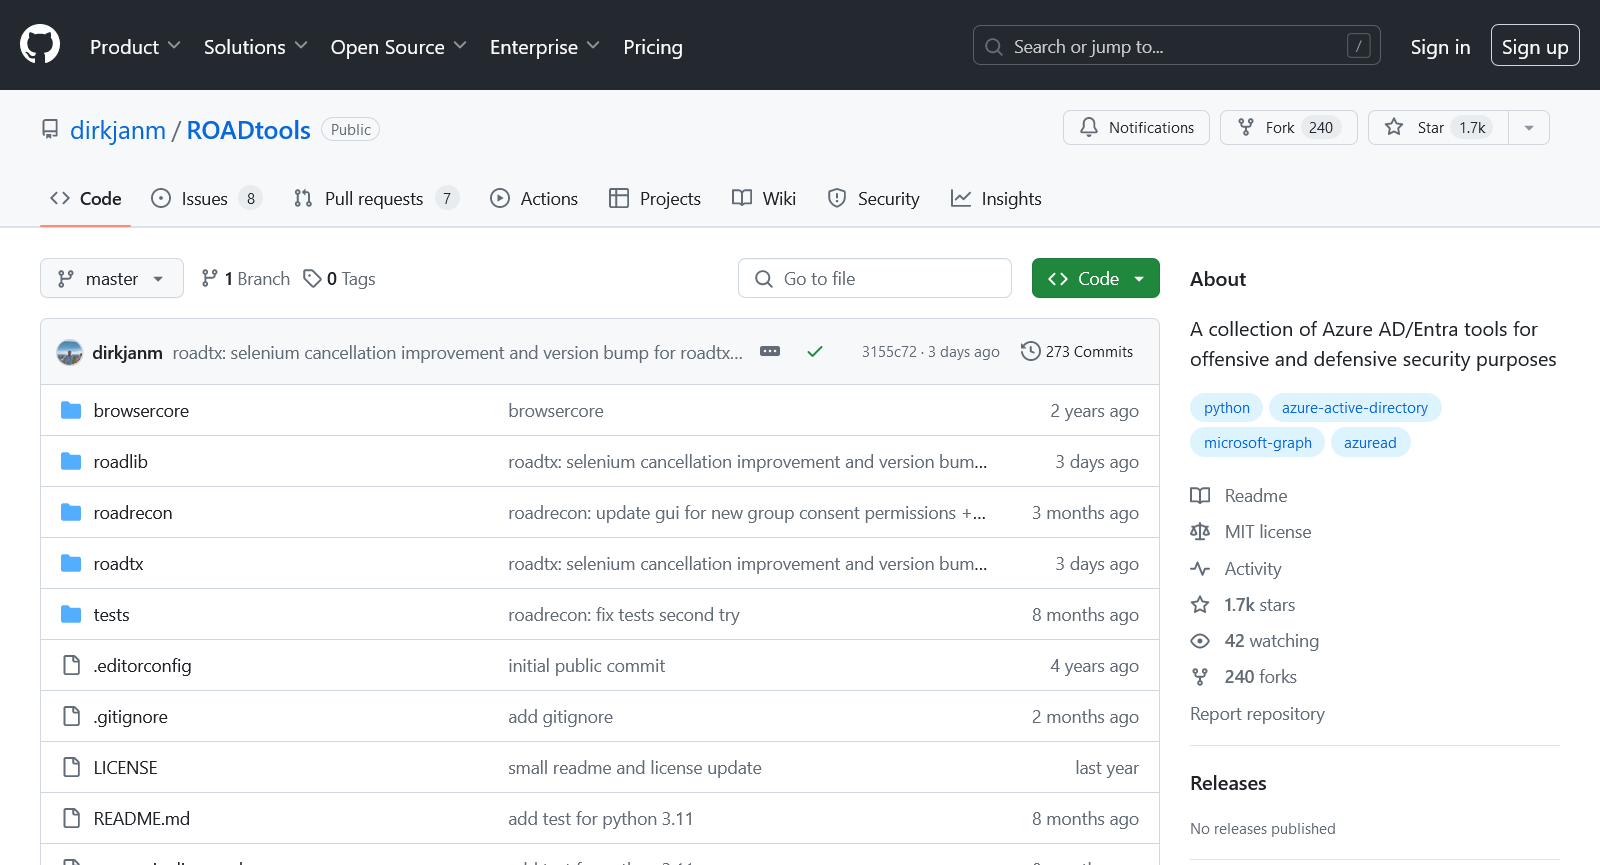 Product Solutions Open Source Enterprise Pricing Search or jump to... / Sign in Sign up
dirkjanm / ROADtools Public Notifications Fork 240 Star 1.7k
Code Issues 8 Pull requests 7 Actions Projects Wiki Security Insights
master 1 Branch 0 Tags Go to file Code
dirkjanm roadtx: selenium cancellation improvement and version bump for roadtx... 3155c72 · 3 days ago 273 Commits
browsercore browsercore 2 years ago
roadlib roadtx: selenium cancellation improvement and version bum... 3 days ago
roadrecon roadrecon: update gui for new group consent permissions +... 3 months ago
roadtx roadtx: selenium cancellation improvement and version bum... 3 days ago
tests roadrecon: fix tests second try 8 months ago
.editorconfig initial public commit 4 years ago
.gitignore add gitignore 2 months ago
LICENSE small readme and license update last year
README.md add test for python 3.11 8 months ago
About
A collection of Azure AD/Entra tools for
offensive and defensive security purposes
python azure-active-directory
microsoft-graph azuread
Readme
MIT license
Activity
1.7k stars
42 watching
240 forks
Report repository
Releases
No releases published